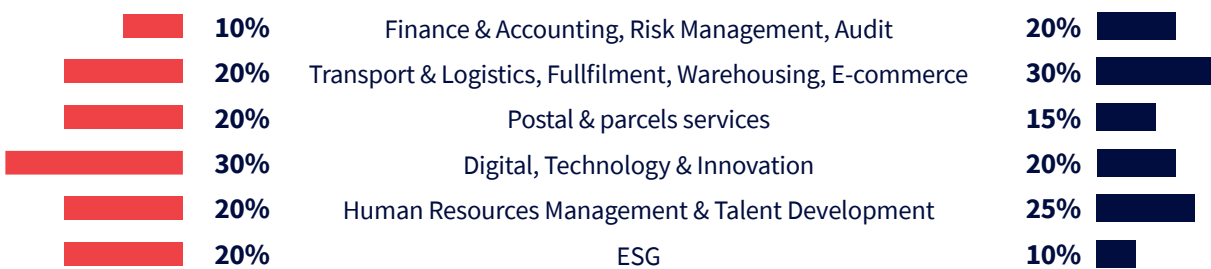 10% Finance & Accounting, Risk Management, Audit 20%
20% Transport & Logistics, Fullfilment, Warehousing, E-commerce 30%
20% Postal & parcels services 15%
30% Digital, Technology & Innovation 20%
20% Human Resources Management & Talent Development 25%
20% ESG 10%